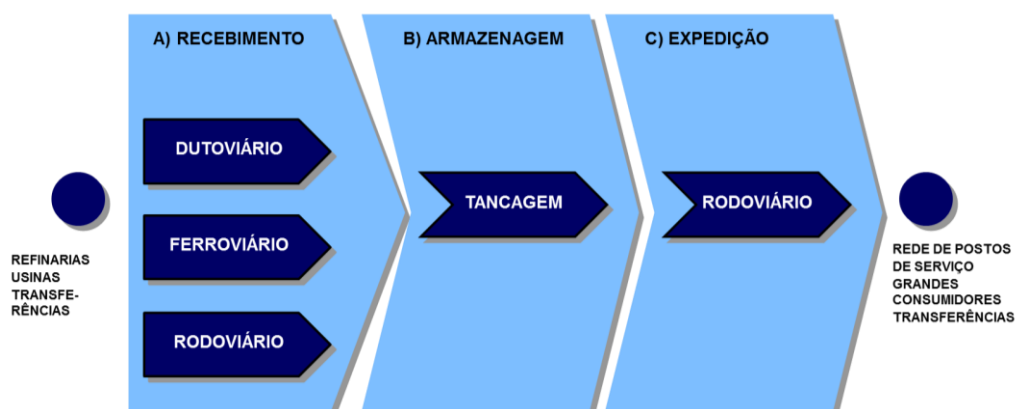 A) RECEBIMENTO
B) ARMAZENAGEM
C) EXPEDIÇÃO
DUTOVIÁRIO
FERROVIÁRIO
RODOVIÁRIO
TANCAGEM
RODOVIÁRIO
REFINARIAS
USINAS
TRANSFE-
RÊNCIAS
REDE DE POSTOS
DE SERVIÇO
GRANDES
CONSUMIDORES
TRANSFERÊNCIAS